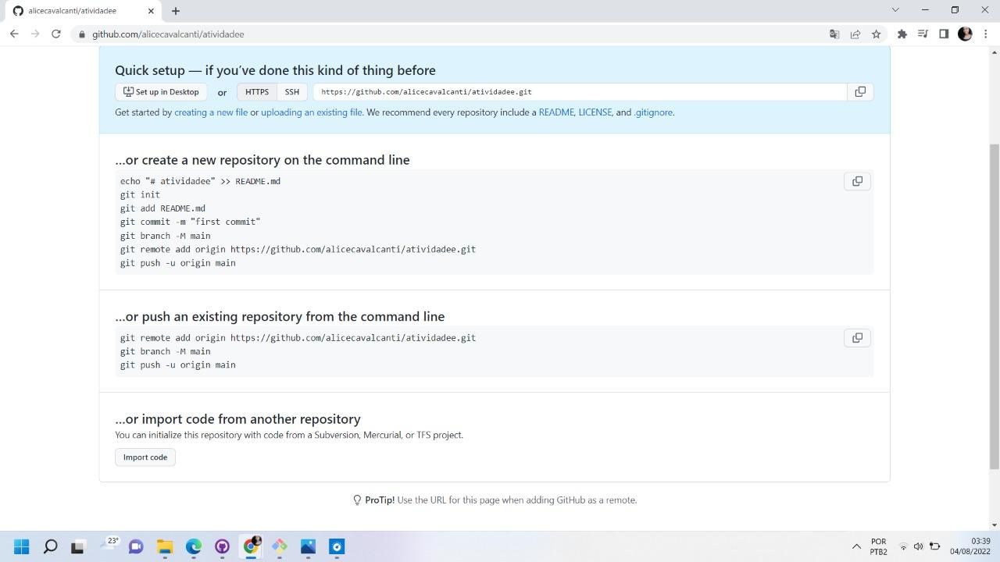 alicecavalcanti/atividadee
github.com/alicecavalcanti/atividadee
Quick setup — if you've done this kind of thing before
Set up in Desktop or HTTPS SSH https://github.com/alicecavalcanti/atividadee.git
Get started by creating a new file or uploading an existing file. We recommend every repository include a README, LICENSE, and .gitignore.
…or create a new repository on the command line
echo "# atividadee" >> README.md
git init
git add README.md
git commit -m "first commit"
git branch -M main
git remote add origin https://github.com/alicecavalcanti/atividadee.git
git push -u origin main
…or push an existing repository from the command line
git remote add origin https://github.com/alicecavalcanti/atividadee.git
git branch -M main
git push -u origin main
…or import code from another repository
You can initialize this repository with code from a Subversion, Mercurial, or TFS project.
Import code
ProTip! Use the URL for this page when adding GitHub as a remote.
23°
POR
PTB2
03:39
04/08/2022